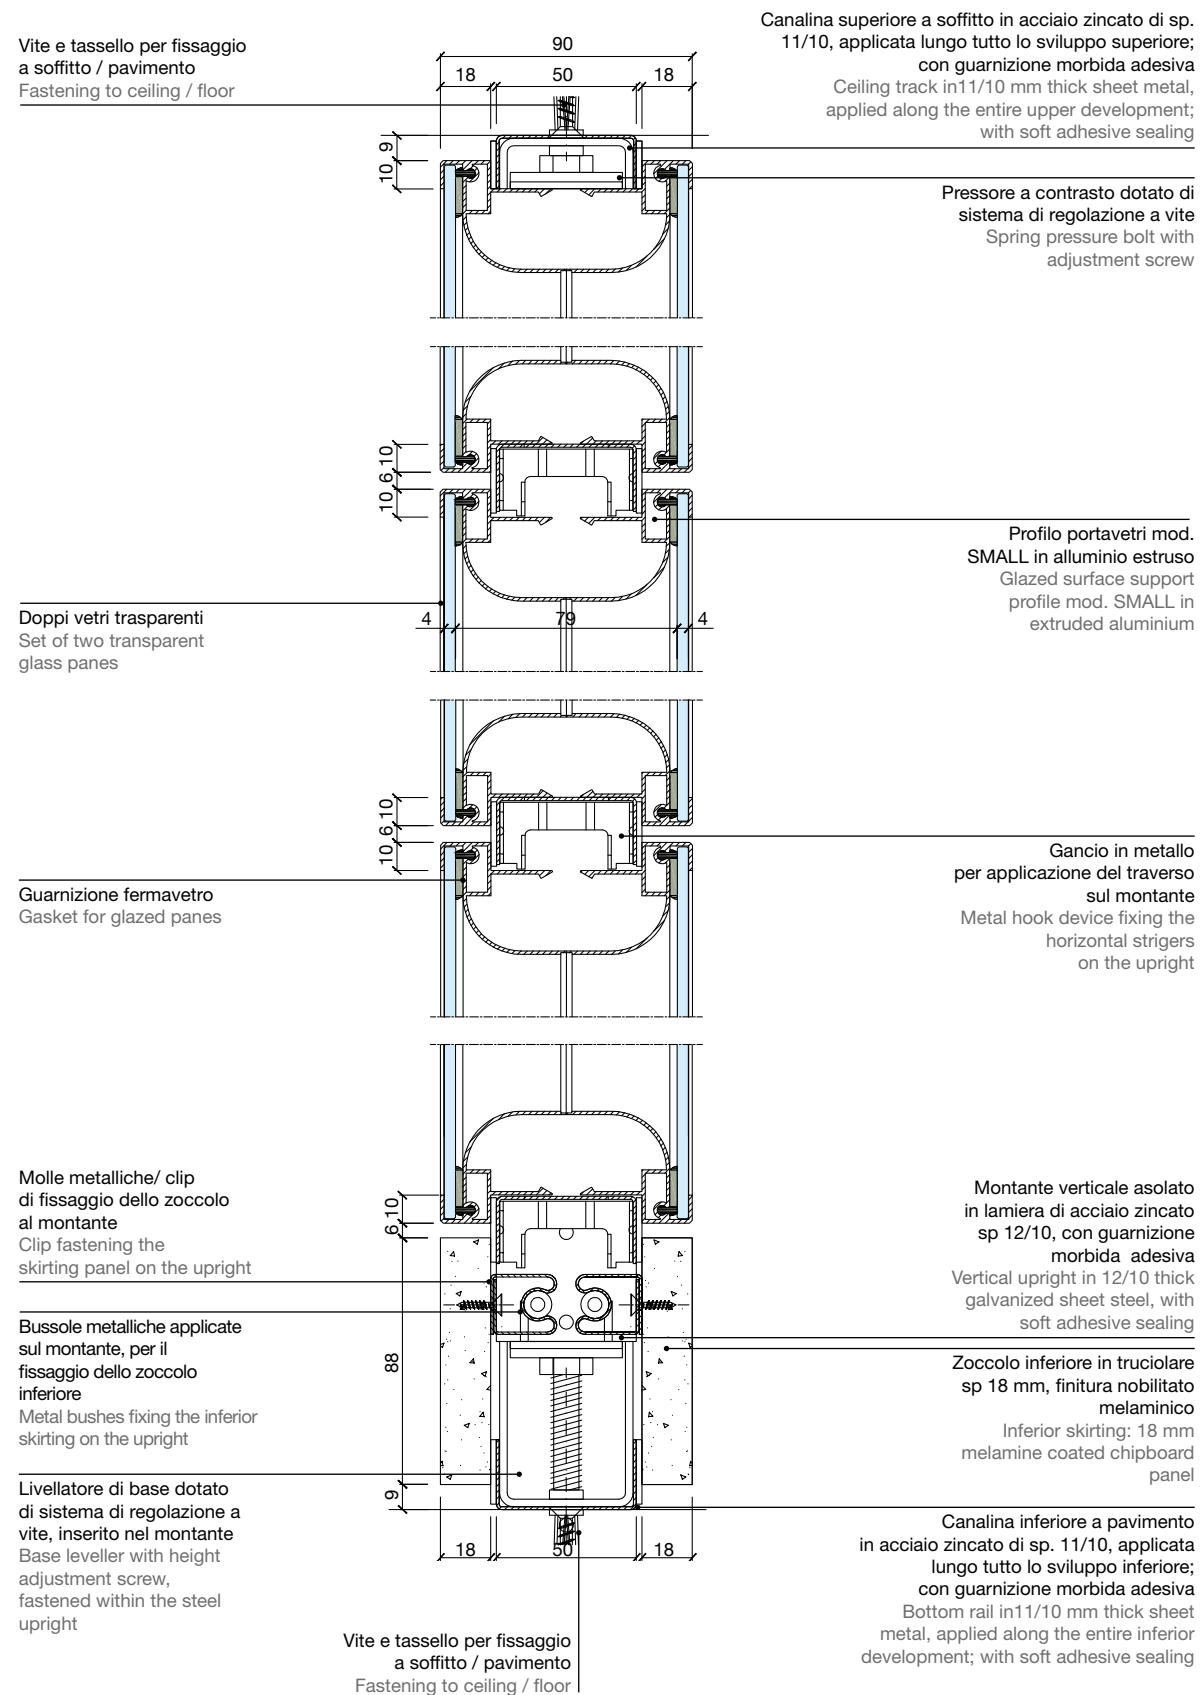 Vite e tassello per fissaggio
a soffitto / pavimento
Fastening to ceiling / floor
Canalina superiore a soffitto in acciaio zincato di sp.
11/10, applicata lungo tutto lo sviluppo superiore;
con guarnizione morbida adesiva
Ceiling track in11/10 mm thick sheet metal,
applied along the entire upper development;
with soft adhesive sealing
90
18
50
18
9
10
Pressore a contrasto dotato di
sistema di regolazione a vite
Spring pressure bolt with
adjustment screw
10
6
10
Profilo portavetri mod.
SMALL in alluminio estruso
Glazed surface support
profile mod. SMALL in
extruded aluminium
Doppi vetri trasparenti
Set of two transparent
glass panes
4
79
4
10
6
10
Gancio in metallo
per applicazione del traverso
sul montante
Metal hook device fixing the
horizontal strigers
on the upright
Guarnizione fermavetro
Gasket for glazed panes
Molle metalliche/ clip
di fissaggio dello zoccolo
al montante
Clip fastening the
skirting panel on the upright
10
6
88
9
Montante verticale asolato
in lamiera di acciaio zincato
sp 12/10, con guarnizione
morbida adesiva
Vertical upright in 12/10 thick
galvanized sheet steel, with
soft adhesive sealing
Bussole metalliche applicate
sul montante, per il
fissaggio dello zoccolo
inferiore
Metal bushes fixing the inferior
skirting on the upright
Zoccolo inferiore in truciolare
sp 18 mm, finitura nobilitato
melaminico
Inferior skirting: 18 mm
melamine coated chipboard
panel
Livellatore di base dotato
di sistema di regolazione a
vite, inserito nel montante
Base leveller with height
adjustment screw,
fastened within the steel
upright
18
50
18
Canalina inferiore a pavimento
in acciaio zincato di sp. 11/10, applicata
lungo tutto lo sviluppo inferiore;
con guarnizione morbida adesiva
Bottom rail in11/10 mm thick sheet
metal, applied along the entire inferior
development; with soft adhesive sealing
Vite e tassello per fissaggio
a soffitto / pavimento
Fastening to ceiling / floor